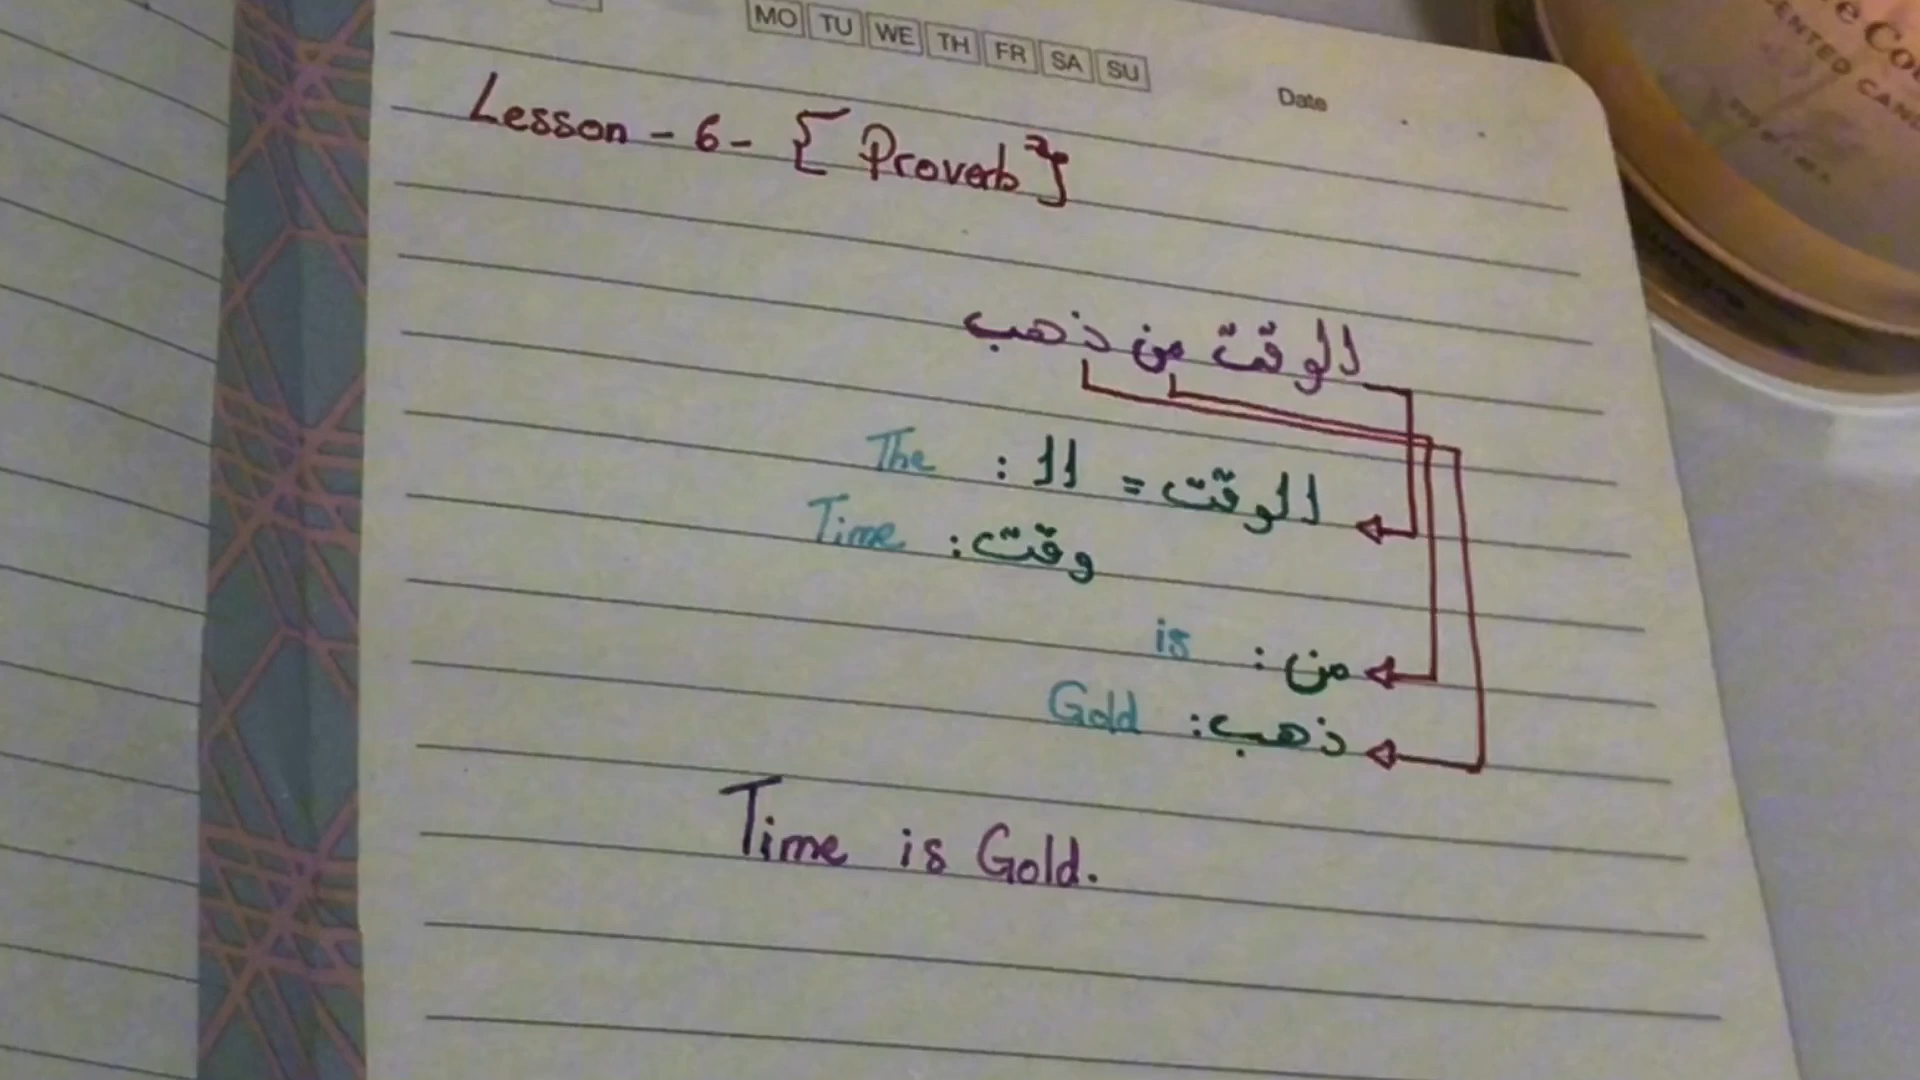 MO TU WE TH FR SA SU
Date
Lesson - 6 - { Proverb }
الوقت من ذهب
الوقت = ال : The
وقت : Time
من : is
ذهب : Gold
Time is Gold.